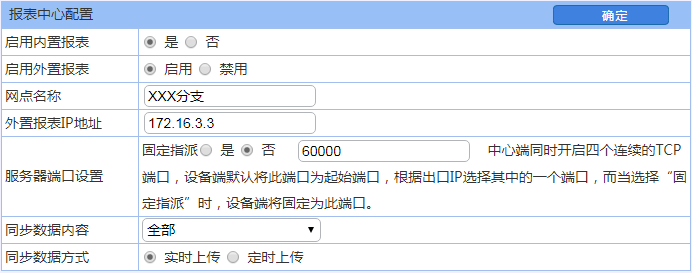 报表中心配置 确定
启用内置报表 是 否
启用外置报表 启用 禁用
网点名称 XXX分支
外置报表IP地址 172.16.3.3
服务器端口设置 固定指派 是 否 60000 中心端同时开启四个连续的TCP
端口，设备端默认将此端口为起始端口，根据出口IP选择其中的一个端口，而当选择“固
定指派”时，设备端将固定为此端口。
同步数据内容 全部
同步数据方式 实时上传 定时上传